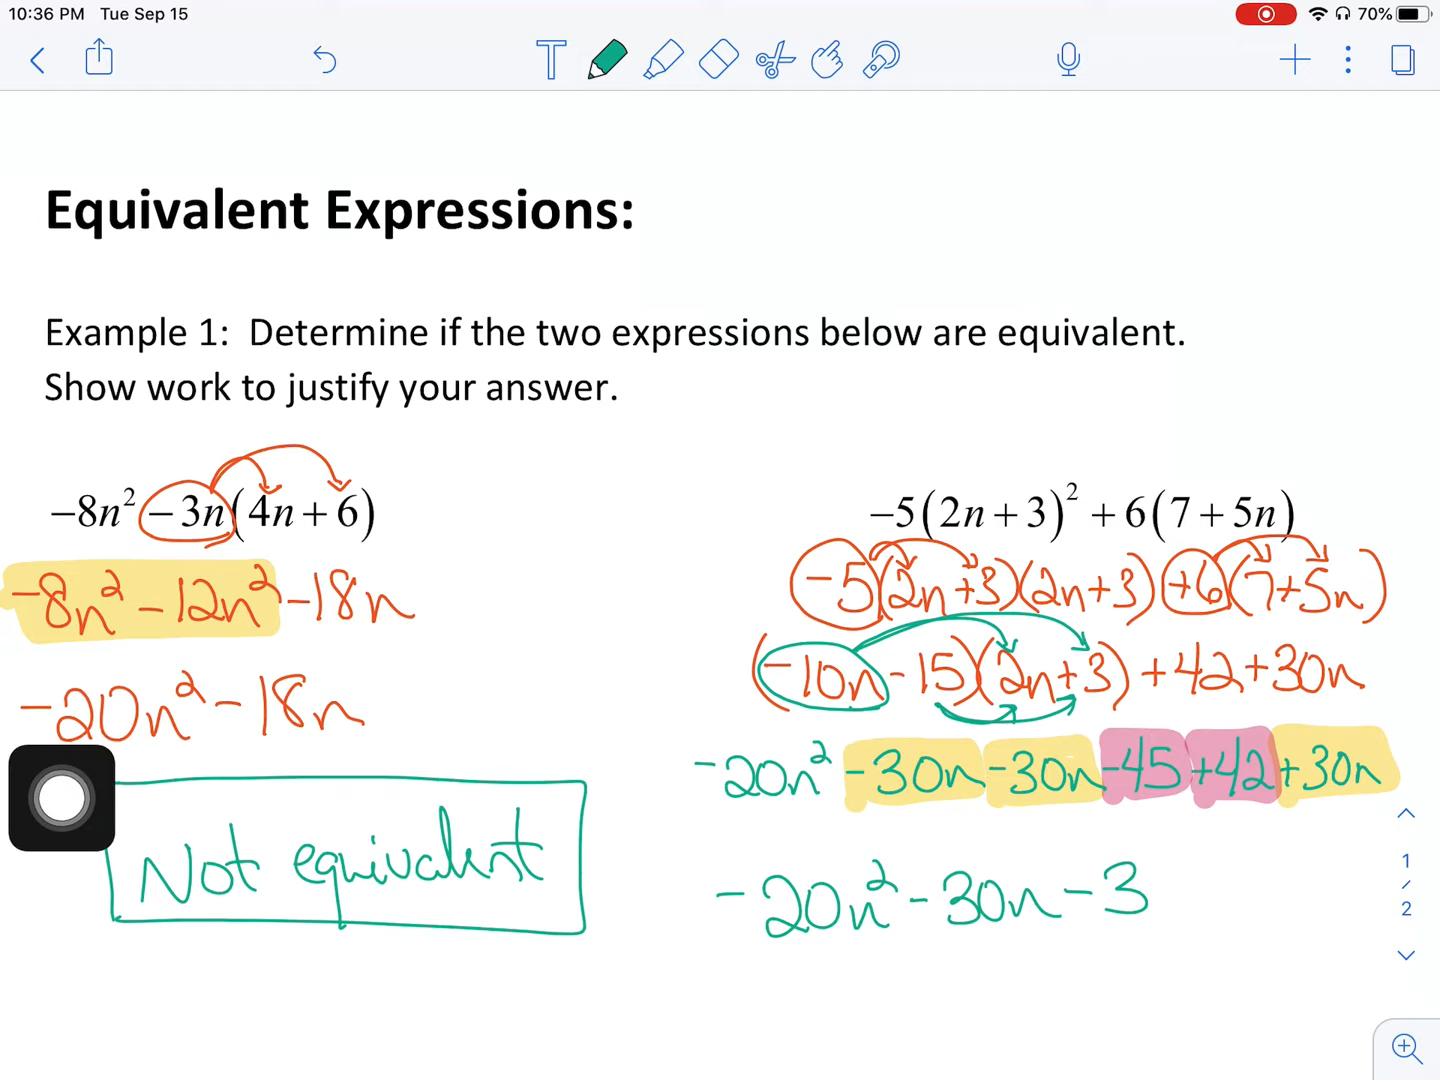 10:36 PM Tue Sep 15
70%
T
Equivalent Expressions:
Example 1: Determine if the two expressions below are equivalent.
Show work to justify your answer.
−8n² −3n(4n+6)
-8n² -12n² -18n
-20n² -18n
Not equivalent
−5(2n+3)² +6(7+5n)
-5(2n+3)(2n+3)+6(7+5n)
(-10n-15)(2n+3)+42+30n
-20n² -30n-30n-45+42+30n
-20n² -30n-3
1
/
2